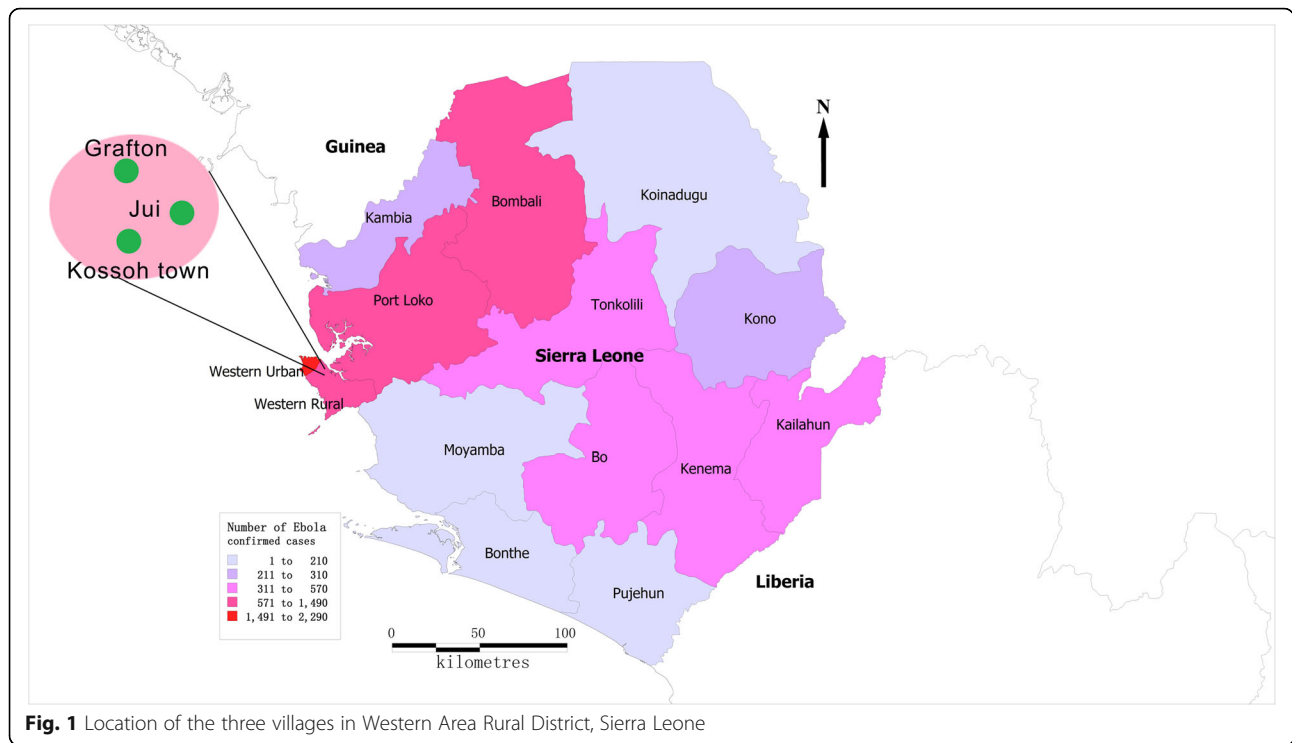 Grafton
Jui
Kossoh town
Guinea
N
Koinadugu
Bombali
Kambia
Port Loko
Tonkolili
Kono
Sierra Leone
Western Urban
Western Rural
Kailahun
Moyamba
Bo
Kenema
Bonthe
Pujehun
Liberia
Number of Ebola
confirmed cases
1 to 210
211 to 310
311 to 570
571 to 1,490
1,491 to 2,290
0 50 100
kilometres
Fig. 1 Location of the three villages in Western Area Rural District, Sierra Leone